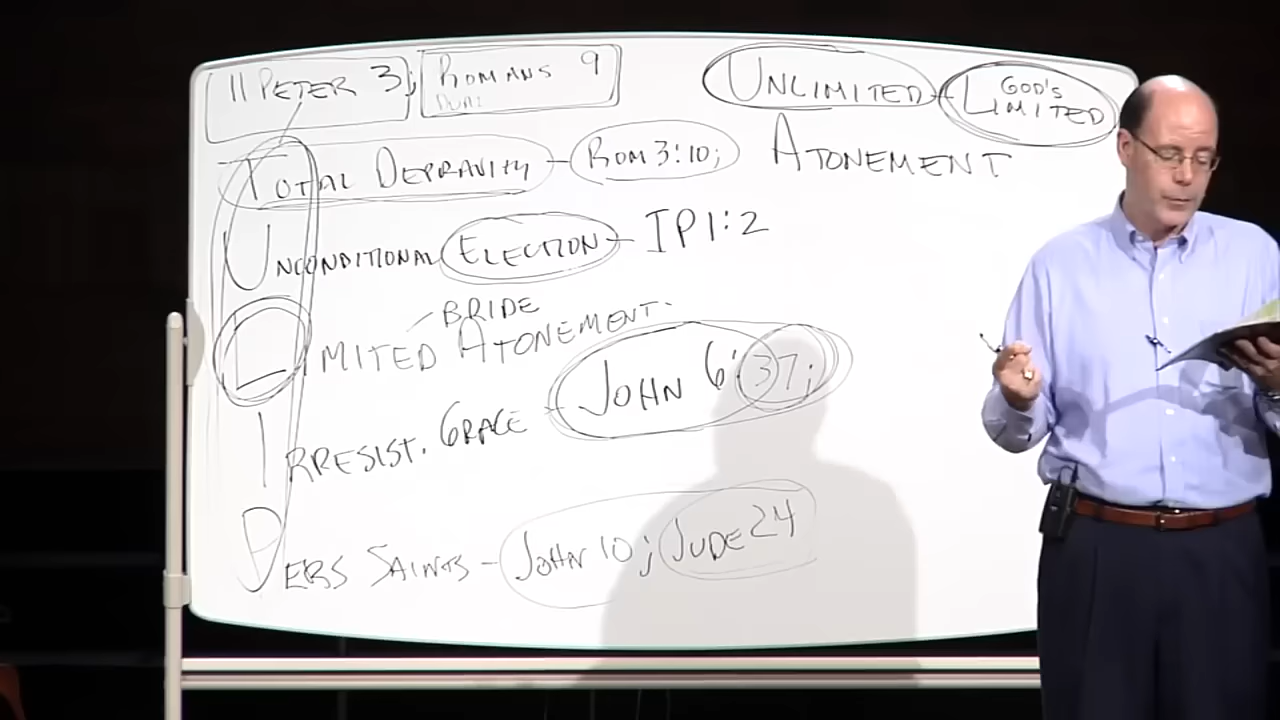 II PETER 3; ROMANS 9
UNLIMITED - GOD'S LIMITED
ATONEMENT
TOTAL DEPRAVITY - ROM 3:10;
UNCONDITIONAL ELECTION - I P 1:2
- BRIDE
LIMITED ATONEMENT.
IRRESIST. GRACE - JOHN 6:37;
PERS SAINTS - JOHN 10; JUDE 24